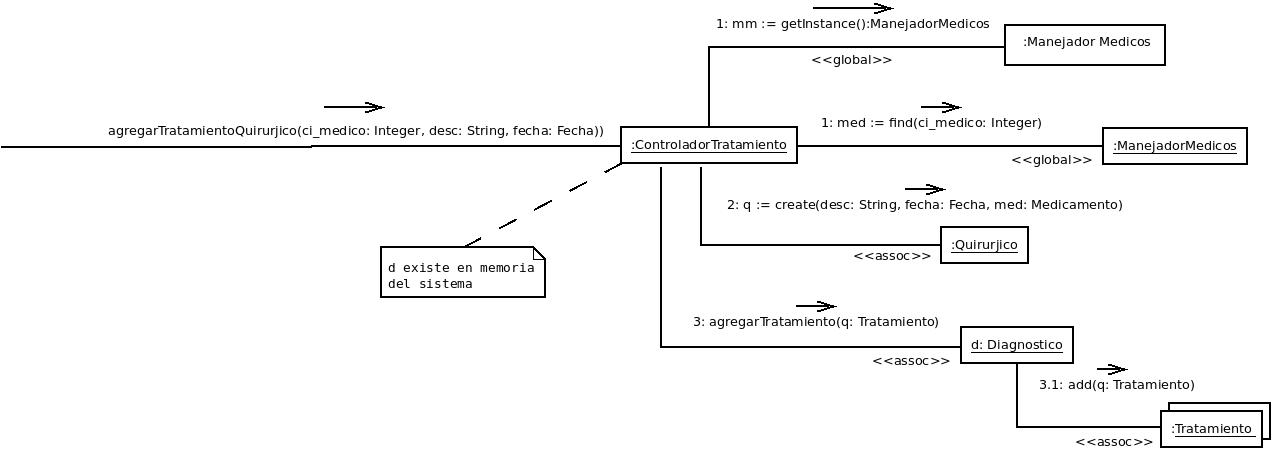 1: mm := getInstance():ManejadorMedicos
:Manejador Medicos
<<global>>
agregarTratamientoQuirurjico(ci_medico: Integer, desc: String, fecha: Fecha))
1: med := find(ci_medico: Integer)
:ControladorTratamiento
:ManejadorMedicos
<<global>>
2: q := create(desc: String, fecha: Fecha, med: Medicamento)
:Quirurjico
<<assoc>>
d existe en memoria
del sistema
3: agregarTratamiento(q: Tratamiento)
d: Diagnostico
<<assoc>>
3.1: add(q: Tratamiento)
:Tratamiento
<<assoc>>